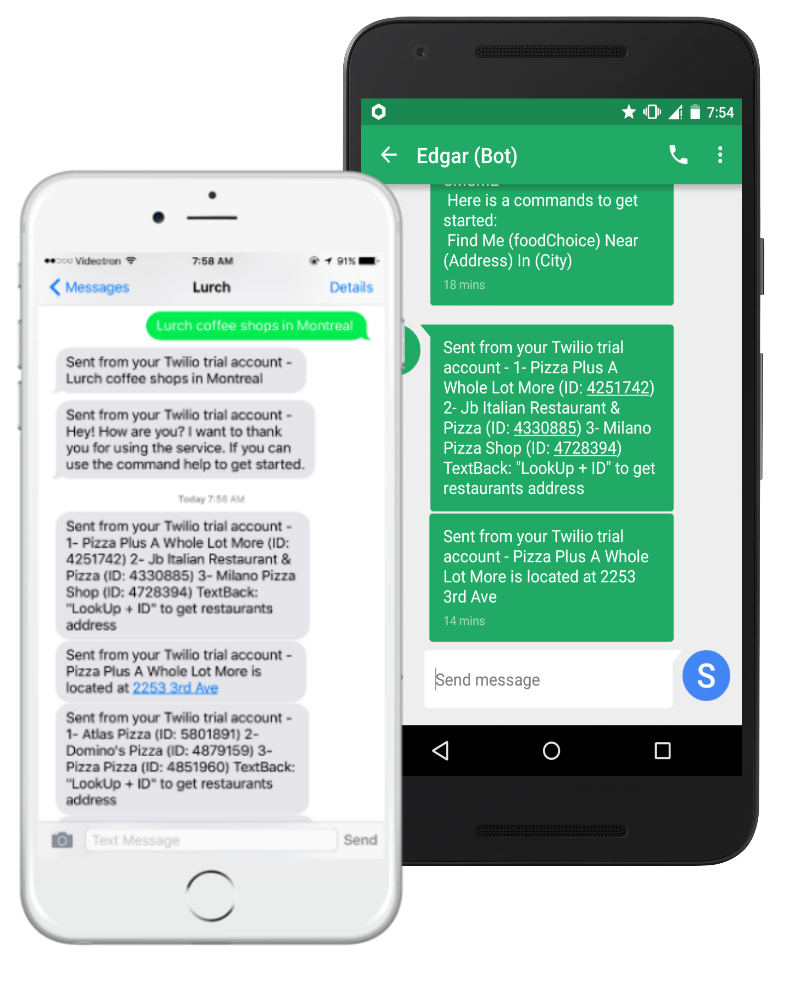 Videotron
7:58 AM
91%
Messages
Lurch
Details
Lurch coffee shops in Montreal
Sent from your Twilio trial account -
Lurch coffee shops in Montreal
Sent from your Twilio trial account -
Hey! How are you? I want to thank
you for using the service. If you can
use the command help to get started.
Today 7:56 AM
Sent from your Twilio trial account -
1- Pizza Plus A Whole Lot More (ID:
4251742) 2- Jb Italian Restaurant &
Pizza (ID: 4330885) 3- Milano Pizza
Shop (ID: 4728394) TextBack:
"LookUp + ID" to get restaurants
address
Sent from your Twilio trial account -
Pizza Plus A Whole Lot More is
located at 2253 3rd Ave
Sent from your Twilio trial account -
1- Atlas Pizza (ID: 5801891) 2-
Domino's Pizza (ID: 4879159) 3-
Pizza Pizza (ID: 4851960) TextBack:
"LookUp + ID" to get restaurants
address
Text Message
Send
7:54
Edgar (Bot)
Here is a commands to get
started:
Find Me (foodChoice) Near
(Address) In (City)
18 mins
Sent from your Twilio trial
account - 1- Pizza Plus A
Whole Lot More (ID: 4251742)
2- Jb Italian Restaurant &
Pizza (ID: 4330885) 3- Milano
Pizza Shop (ID: 4728394)
TextBack: "LookUp + ID" to get
restaurants address
Sent from your Twilio trial
account - Pizza Plus A Whole
Lot More is located at 2253
3rd Ave
14 mins
Send message
S